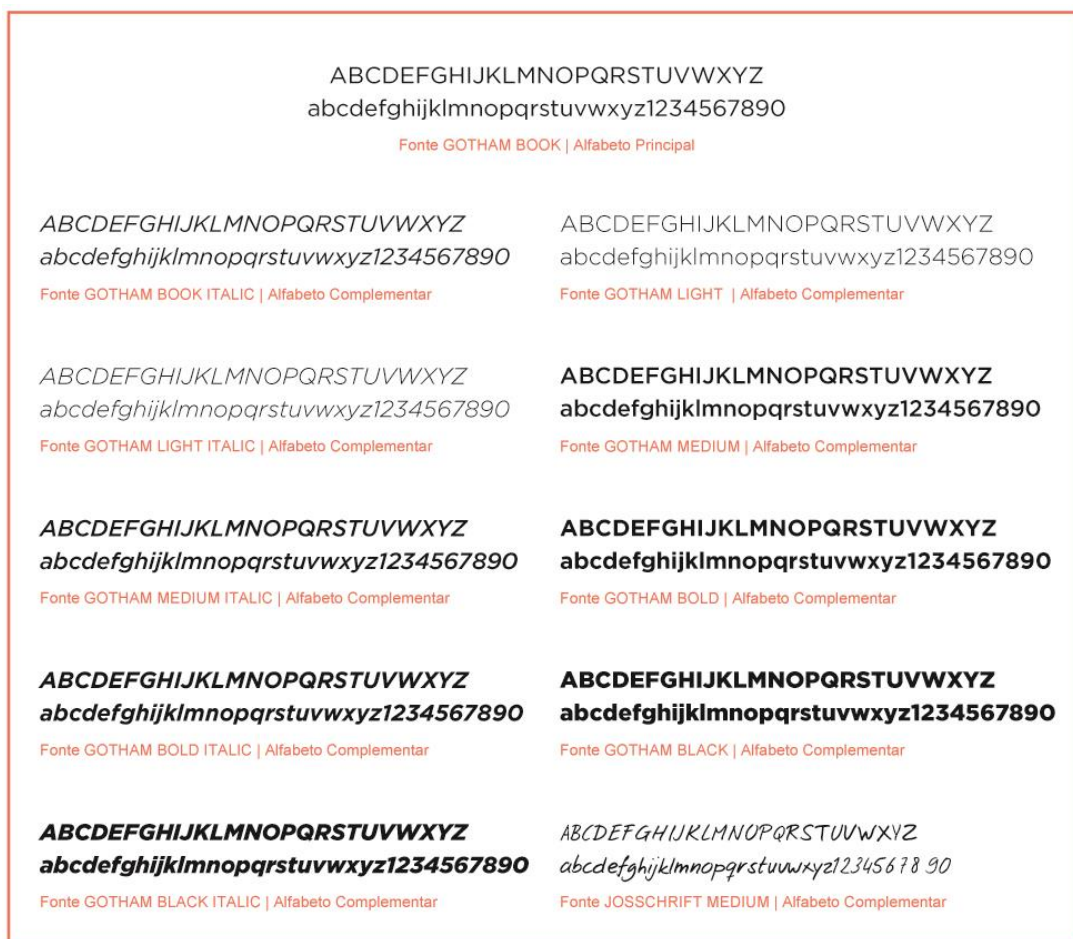 ABCDEFGHIJKLMNOPQRSTUVWXYZ
abcdefghijklmnopqrstuvwxyz1234567890
Fonte GOTHAM BOOK | Alfabeto Principal
ABCDEFGHIJKLMNOPQRSTUVWXYZ
abcdefghijklmnopqrstuvwxyz1234567890
Fonte GOTHAM BOOK ITALIC | Alfabeto Complementar
ABCDEFGHIJKLMNOPQRSTUVWXYZ
abcdefghijklmnopqrstuvwxyz1234567890
Fonte GOTHAM LIGHT | Alfabeto Complementar
ABCDEFGHIJKLMNOPQRSTUVWXYZ
abcdefghijklmnopqrstuvwxyz1234567890
Fonte GOTHAM LIGHT ITALIC | Alfabeto Complementar
ABCDEFGHIJKLMNOPQRSTUVWXYZ
abcdefghijklmnopqrstuvwxyz1234567890
Fonte GOTHAM MEDIUM | Alfabeto Complementar
ABCDEFGHIJKLMNOPQRSTUVWXYZ
abcdefghijklmnopqrstuvwxyz1234567890
Fonte GOTHAM MEDIUM ITALIC | Alfabeto Complementar
ABCDEFGHIJKLMNOPQRSTUVWXYZ
abcdefghijklmnopqrstuvwxyz1234567890
Fonte GOTHAM BOLD | Alfabeto Complementar
ABCDEFGHIJKLMNOPQRSTUVWXYZ
abcdefghijklmnopqrstuvwxyz1234567890
Fonte GOTHAM BOLD ITALIC | Alfabeto Complementar
ABCDEFGHIJKLMNOPQRSTUVWXYZ
abcdefghijklmnopqrstuvwxyz1234567890
Fonte GOTHAM BLACK | Alfabeto Complementar
ABCDEFGHIJKLMNOPQRSTUVWXYZ
abcdefghijklmnopqrstuvwxyz1234567890
Fonte GOTHAM BLACK ITALIC | Alfabeto Complementar
ABCDEFGHIJKLMNOPQRSTUVWXYZ
abcdefghijklmnopqrstuvwxyz1234567890
Fonte JOSSCHRIFT MEDIUM | Alfabeto Complementar